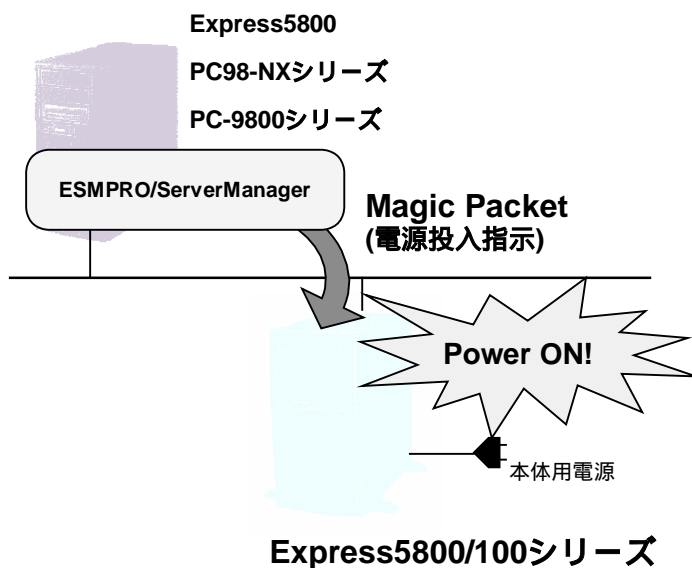 Express5800
PC98-NXシリーズ
PC-9800シリーズ
ESMPRO/ServerManager
Magic Packet
(電源投入指示)
Power ON!
本体用電源
Express5800/100シリーズ